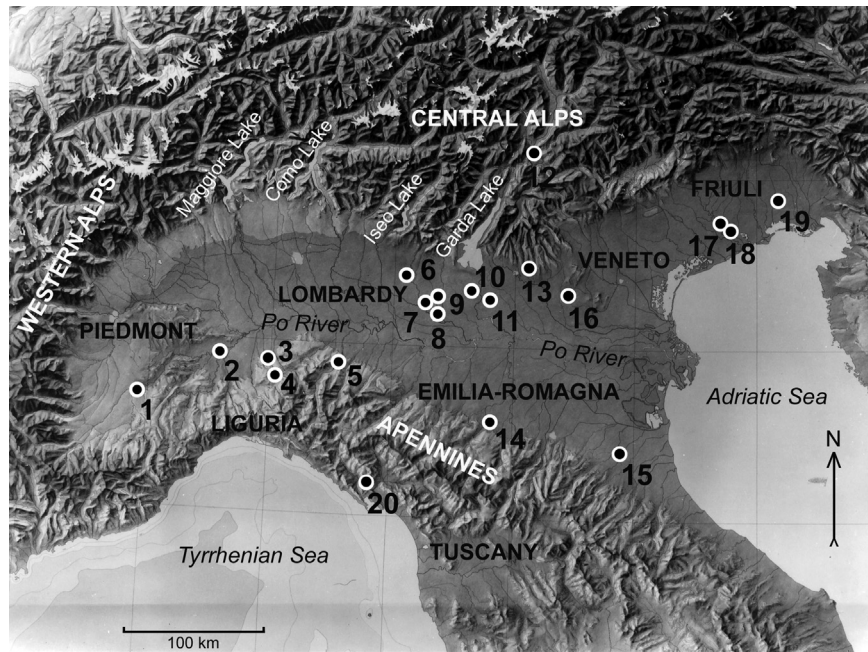 CENTRAL ALPS
Maggiore Lake
Como Lake
Iseo Lake
Garda Lake
WESTERN ALPS
12
FRIULI
19
17
18
VENETO
6
10
13
LOMBARDY
9
7
8
11
16
PIEDMONT
Po River
Po River
3
2
4
5
1
EMILIA-ROMAGNA
Adriatic Sea
LIGURIA
APENNINES
14
15
N
20
Tyrrhenian Sea
TUSCANY
100 km